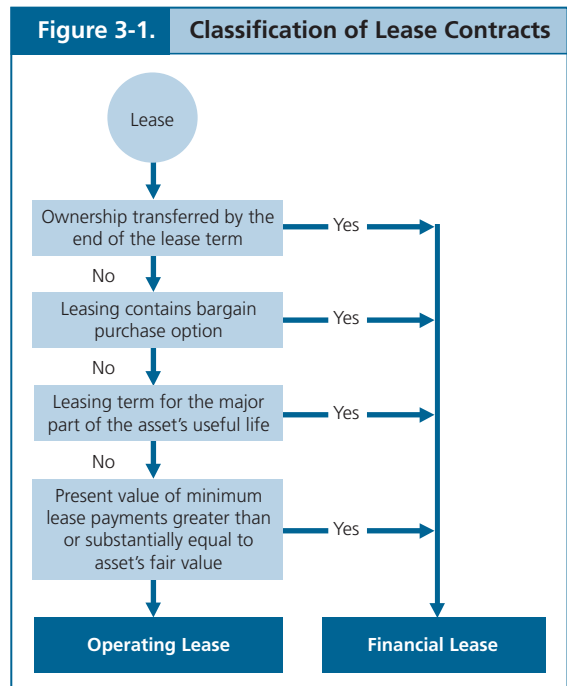 Figure 3-1. Classification of Lease Contracts
Lease
Ownership transferred by the
end of the lease term
Yes
No
Leasing contains bargain
purchase option
Yes
No
Leasing term for the major
part of the asset's useful life
Yes
No
Present value of minimum
lease payments greater than
or substantially equal to
asset's fair value
Yes
Operating Lease
Financial Lease